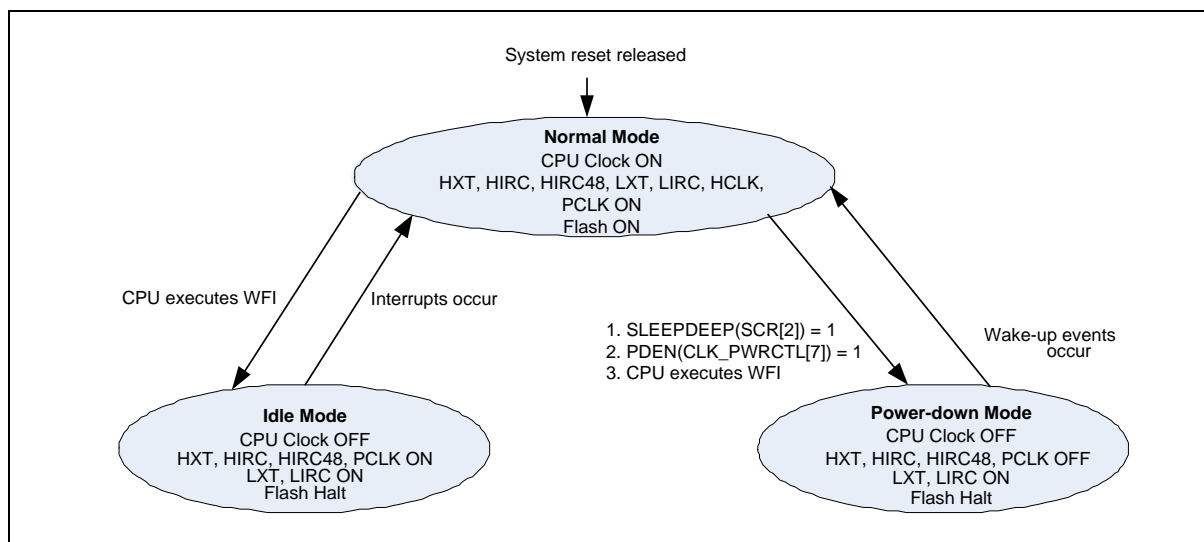 System reset released
Normal Mode
CPU Clock ON
HXT, HIRC, HIRC48, LXT, LIRC, HCLK,
PCLK ON
Flash ON
CPU executes WFI
Interrupts occur
1. SLEEPDEEP(SCR[2]) = 1
2. PDEN(CLK_PWRCTL[7]) = 1
3. CPU executes WFI
Wake-up events
occur
Idle Mode
CPU Clock OFF
HXT, HIRC, HIRC48, PCLK ON
LXT, LIRC ON
Flash Halt
Power-down Mode
CPU Clock OFF
HXT, HIRC, HIRC48, PCLK OFF
LXT, LIRC ON
Flash Halt